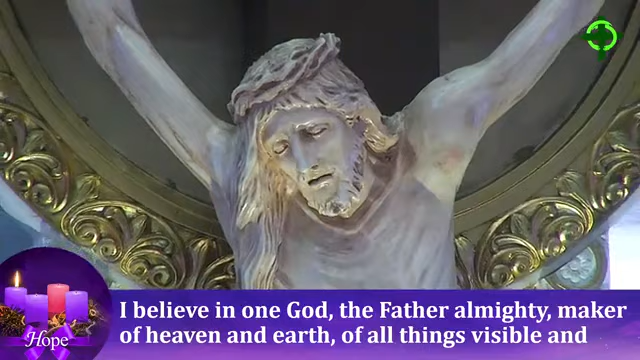 I believe in one God, the Father almighty, maker
of heaven and earth, of all things visible and
Hope